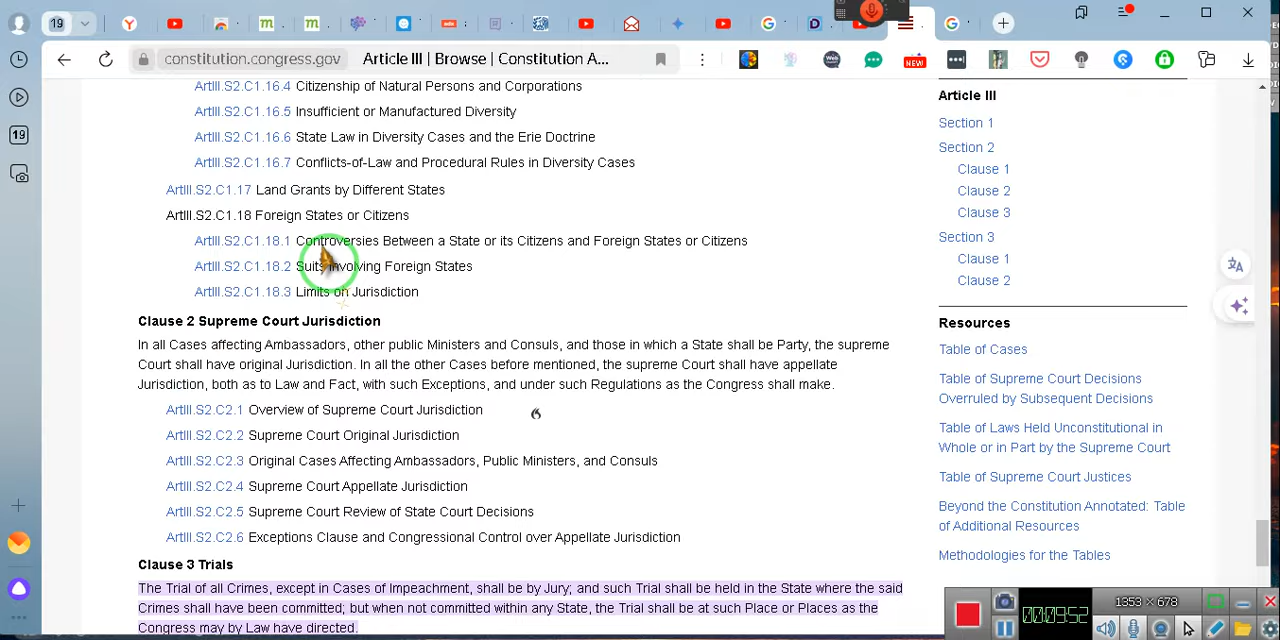 19
constitution.congress.gov
Article III | Browse | Constitution A...
NEW
19
ArtIII.S2.C1.16.4 Citizenship of Natural Persons and Corporations
ArtIII.S2.C1.16.5 Insufficient or Manufactured Diversity
ArtIII.S2.C1.16.6 State Law in Diversity Cases and the Erie Doctrine
ArtIII.S2.C1.16.7 Conflicts-of-Law and Procedural Rules in Diversity Cases
ArtIII.S2.C1.17 Land Grants by Different States
ArtIII.S2.C1.18 Foreign States or Citizens
ArtIII.S2.C1.18.1 Controversies Between a State or its Citizens and Foreign States or Citizens
ArtIII.S2.C1.18.2 Suits Involving Foreign States
ArtIII.S2.C1.18.3 Limits on Jurisdiction
Clause 2 Supreme Court Jurisdiction
In all Cases affecting Ambassadors, other public Ministers and Consuls, and those in which a State shall be Party, the supreme
Court shall have original Jurisdiction. In all the other Cases before mentioned, the supreme Court shall have appellate
Jurisdiction, both as to Law and Fact, with such Exceptions, and under such Regulations as the Congress shall make.
ArtIII.S2.C2.1 Overview of Supreme Court Jurisdiction
ArtIII.S2.C2.2 Supreme Court Original Jurisdiction
ArtIII.S2.C2.3 Original Cases Affecting Ambassadors, Public Ministers, and Consuls
ArtIII.S2.C2.4 Supreme Court Appellate Jurisdiction
ArtIII.S2.C2.5 Supreme Court Review of State Court Decisions
ArtIII.S2.C2.6 Exceptions Clause and Congressional Control over Appellate Jurisdiction
Clause 3 Trials
The Trial of all Crimes, except in Cases of Impeachment, shall be by Jury; and such Trial shall be held in the State where the said
Crimes shall have been committed; but when not committed within any State, the Trial shall be at such Place or Places as the
Congress may by Law have directed.
Article III
Section 1
Section 2
Clause 1
Clause 2
Clause 3
Section 3
Clause 1
Clause 2
Resources
Table of Cases
Table of Supreme Court Decisions
Overruled by Subsequent Decisions
Table of Laws Held Unconstitutional in
Whole or in Part by the Supreme Court
Table of Supreme Court Justices
Beyond the Constitution Annotated: Table
of Additional Resources
Methodologies for the Tables
00:09:52
1353 × 678